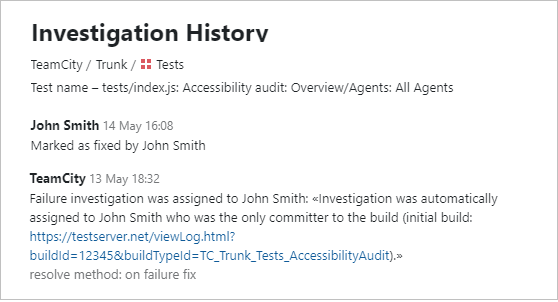 Investigation History
TeamCity / Trunk / Tests
Test name – tests/index.js: Accessibility audit: Overview/Agents: All Agents
John Smith 14 May 16:08
Marked as fixed by John Smith
TeamCity 13 May 18:32
Failure investigation was assigned to John Smith: «Investigation was automatically
assigned to John Smith who was the only committer to the build (initial build:
https://testserver.net/viewLog.html?
buildId=12345&buildTypeId=TC_Trunk_Tests_AccessibilityAudit).»
resolve method: on failure fix